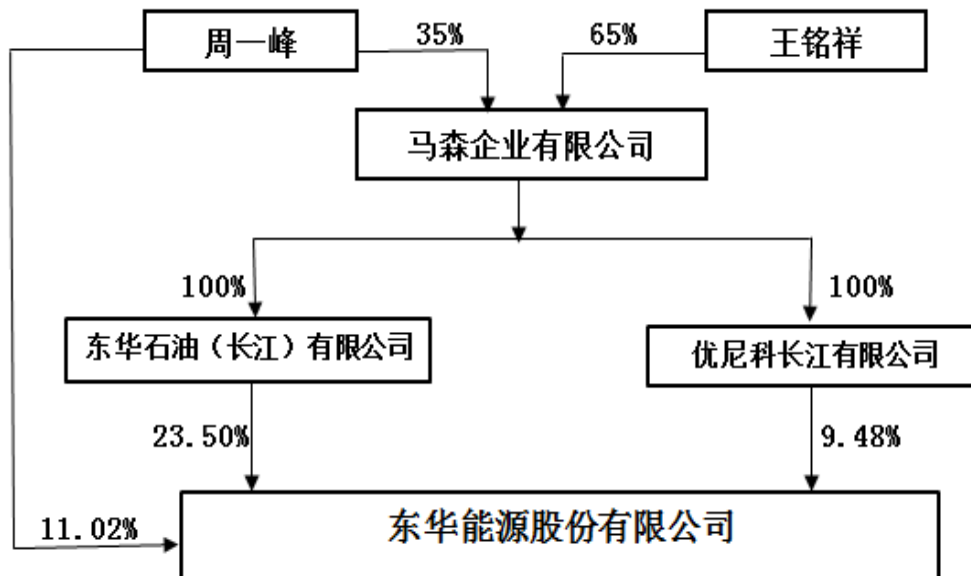 周一峰
35%
65%
王铭祥
马森企业有限公司
100%
100%
东华石油（长江）有限公司
优尼科长江有限公司
23.50%
9.48%
11.02%
东华能源股份有限公司